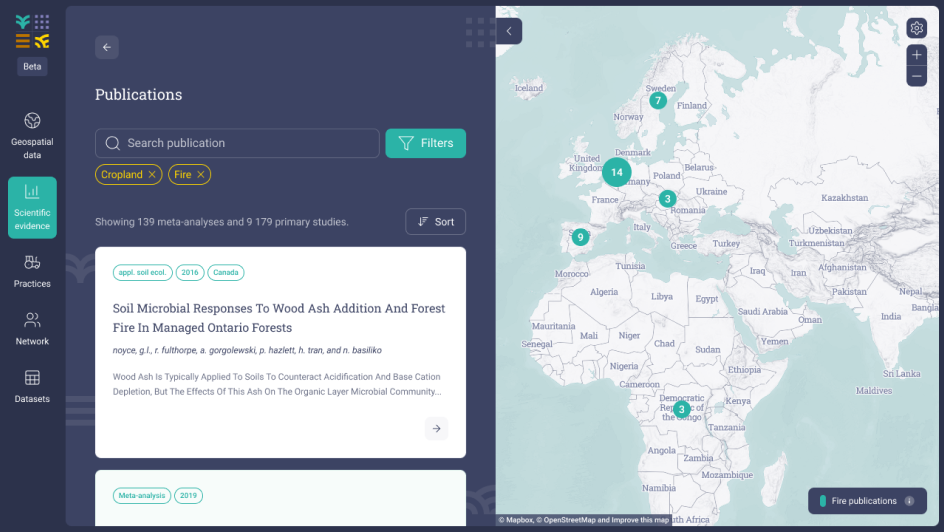 Beta
Geospatial
data
Scientific
evidence
Practices
Network
Datasets
Publications
Search publication
Filters
Cropland
Fire
Showing 139 meta-analyses and 9 179 primary studies.
Sort
appl. soil ecol.
2016
Canada
Soil Microbial Responses To Wood Ash Addition And Forest
Fire In Managed Ontario Forests
noyce, g.l., r. fulthorpe, a. gorgolewski, p. hazlett, h. tran, and n. basiliko
Wood Ash Is Typically Applied To Soils To Counteract Acidification And Base Cation
Depletion, But The Effects Of This Ash On The Organic Layer Microbial Community...
Meta-analysis
2019
Iceland
Sweden
7
Finland
Norway
Denmark
United
Kingdom
14
many
Poland
Belarus
3
Ukraine
France
Romania
Kazakhstan
9
Italy
Uzbekistan
Greece
Turkey
Turkmenistan
Tunisia
Morocco
Iraq
Iran
Afghanistan
Algeria
Libya
Egypt
Pakistan
Nepal
Saudi Arabia
Oman
India
Bangla
Mauritania
Mali
Niger
Chad
Sudan
Yemen
Senegal
Nigeria
Ethiopia
Sri Lanka
Cameroon
Maldives
Democratic
Rep
3
c of
the Congo
Kenya
Tanzania
Angola
Zambia
Mozambique
Namibia
uth Africa
Fire publications
© Mapbox, © OpenStreetMap and Improve this map